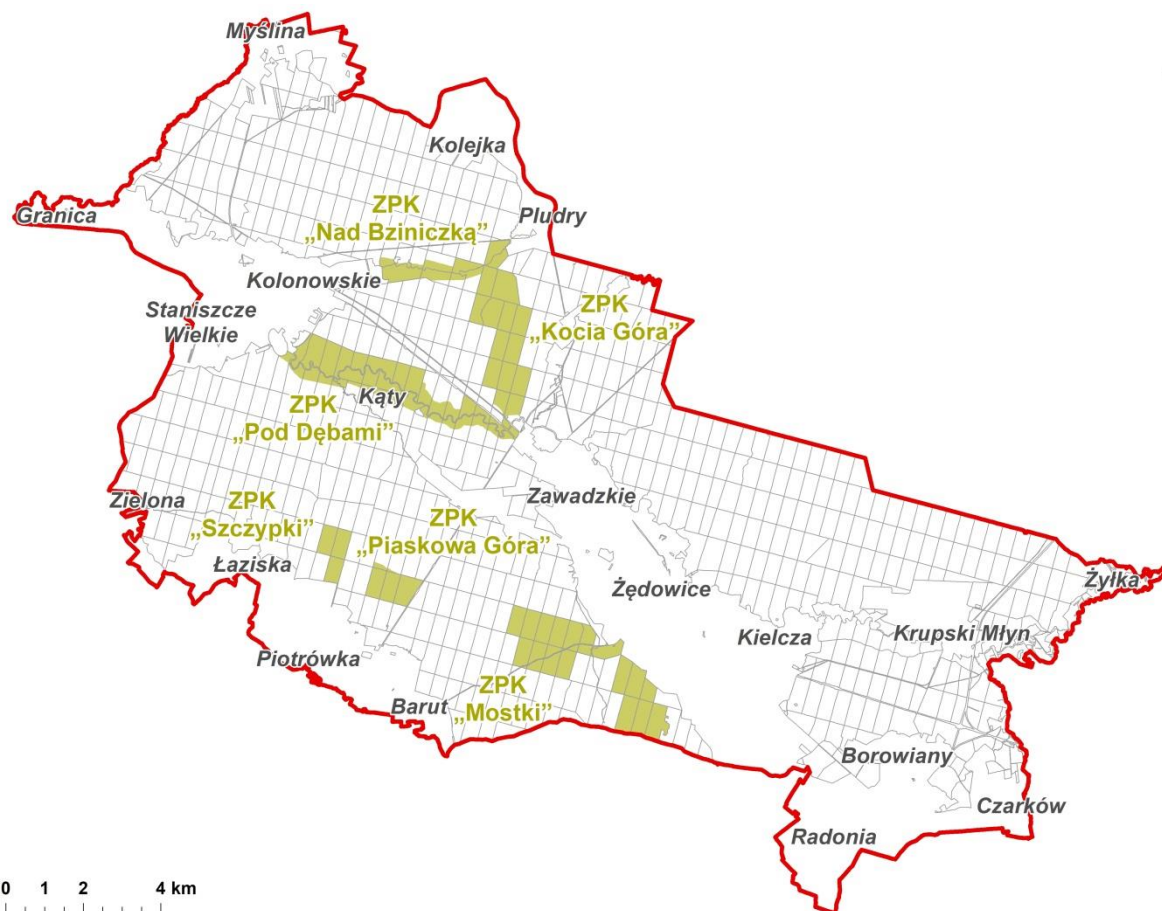 Myślina
Kolejka
Granica
ZPK
„Nad Bziniczką”
Pludry
Kolonowskie
Staniszcze
Wielkie
ZPK
„Kocia Góra”
Kąty
ZPK
„Pod Dębami”
Zielona
ZPK
„Szczypki”
ZPK
„Piaskowa Góra”
Zawadzkie
Łaziska
Żędowice
Żyłka
Kielcza
Krupski Młyn
Piotrówka
ZPK
„Mostki”
Barut
Borowiany
Czarków
Radonia
0 1 2 4 km